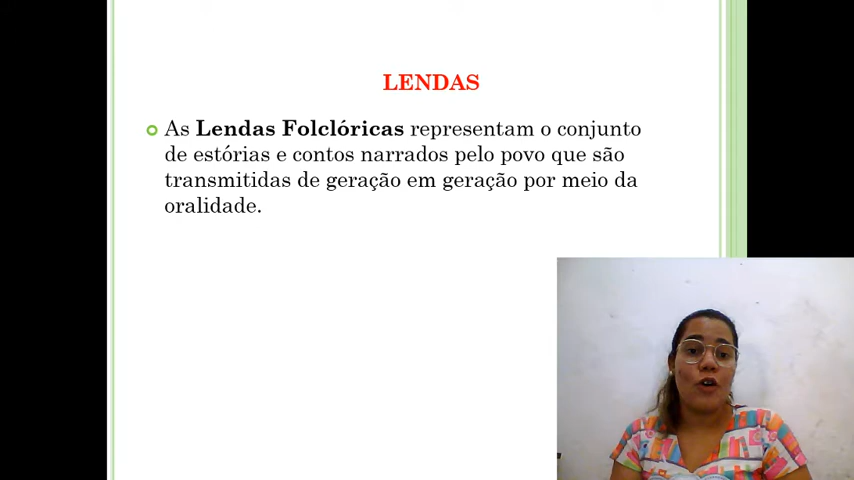 LENDAS
As Lendas Folclóricas representam o conjunto
de estórias e contos narrados pelo povo que são
transmitidas de geração em geração por meio da
oralidade.